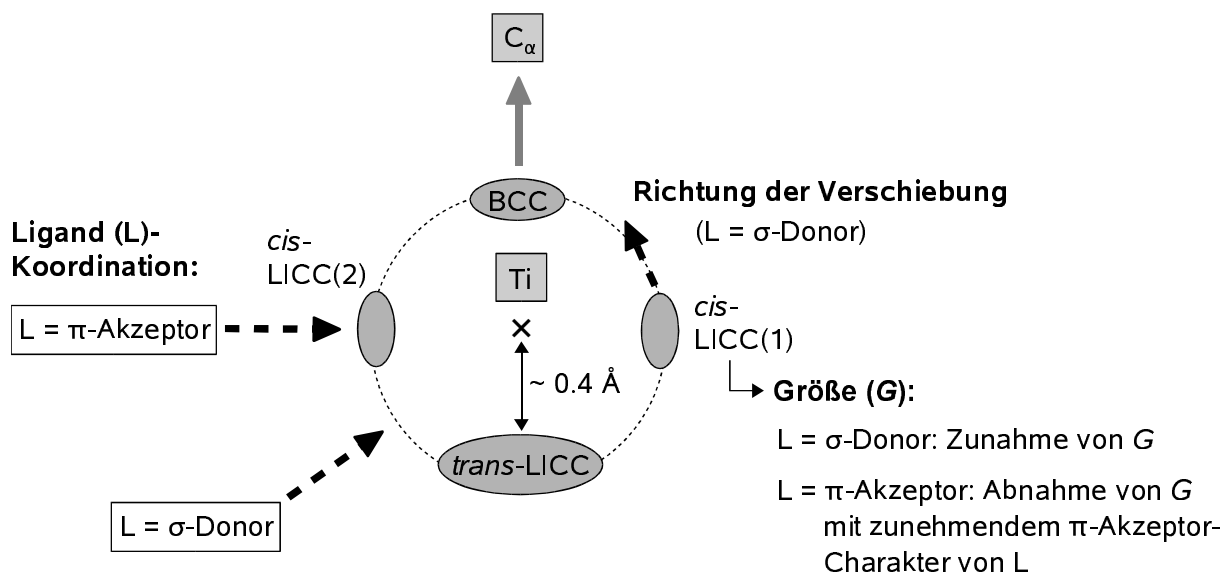 Cα
BCC
Richtung der Verschiebung
(L = σ-Donor)
Ligand (L)-
Koordination:
cis-
LICC(2)
Ti
L = π-Akzeptor
×
cis-
LICC(1)
~ 0.4 Å
Größe (G):
L = σ-Donor: Zunahme von G
trans-LICC
L = π-Akzeptor: Abnahme von G
mit zunehmendem π-Akzeptor-
Charakter von L
L = σ-Donor